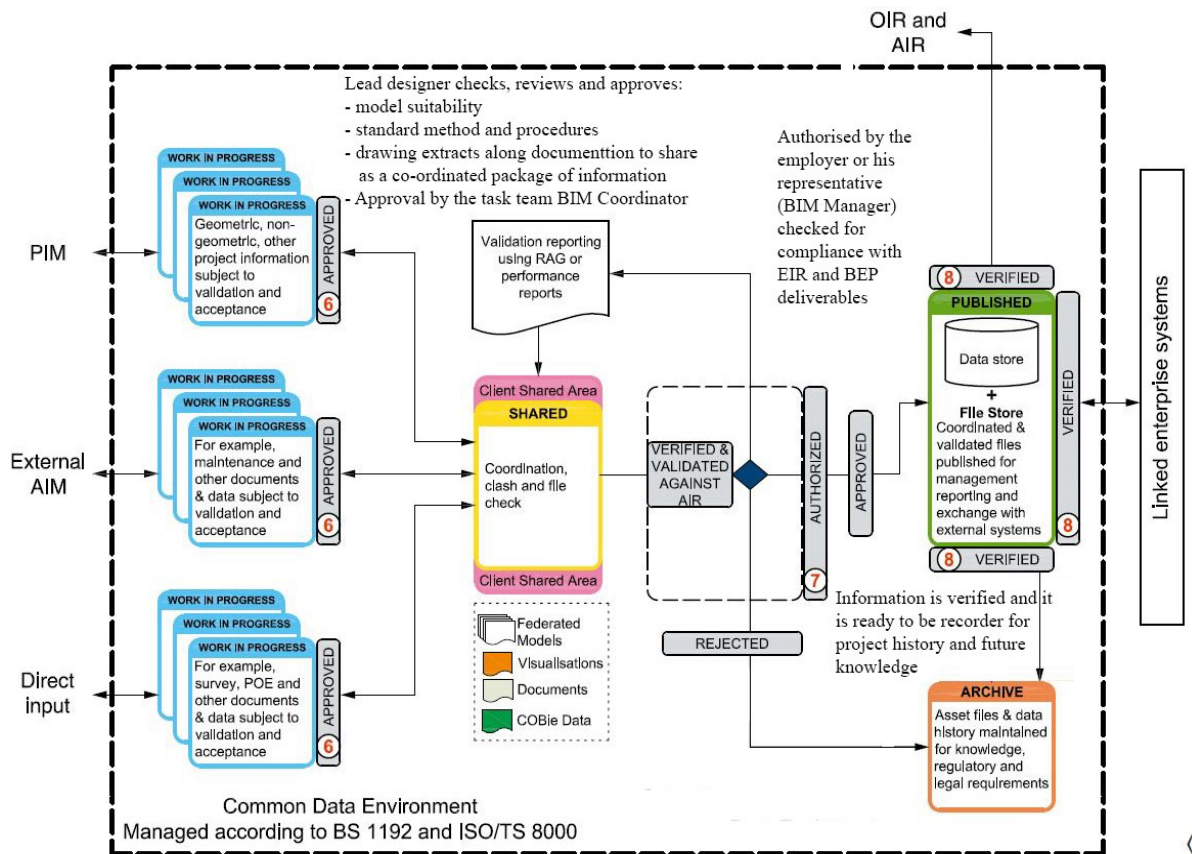 OIR and
AIR
Lead designer checks, reviews and approves:
- model suitability
- standard method and procedures
- drawing extracts along documenttion to share
as a co-ordinated package of information
- Approval by the task team BIM Coordinator
Authorised by the
employer or his
representative
(BIM Manager)
checked for
compliance with
EIR and BEP
deliverables
PIM
WORK IN PROGRESS
WORK IN PROGRESS
WORK IN PROGRESS
Geometric, non-
geometric, other
project information
subject to
validation and
acceptance
APPROVED
6
Validation reporting
using RAG or
performance
reports
External
AIM
WORK IN PROGRESS
WORK IN PROGRESS
WORK IN PROGRESS
For example,
maintenance and
other documents
& data subject to
validation and
acceptance
APPROVED
6
Client Shared Area
SHARED
Coordination,
clash and file
check
Client Shared Area
VERIFIED &
VALIDATED
AGAINST
AIR
AUTHORIZED
7
APPROVED
8 VERIFIED
PUBLISHED
Data store
+
File Store
Coordinated &
validated files
published for
management
reporting and
exchange with
external systems
VERIFIED
8
8 VERIFIED
Linked enterprise systems
Direct
input
WORK IN PROGRESS
WORK IN PROGRESS
WORK IN PROGRESS
For example,
survey, POE and
other documents
& data subject to
validation and
acceptance
APPROVED
6
Federated
Models
Visualisations
Documents
COBie Data
REJECTED
Information is verified and it
is ready to be recorder for
project history and future
knowledge
ARCHIVE
Asset files & data
history maintained
for knowledge,
regulatory and
legal requirements
Common Data Environment
Managed according to BS 1192 and ISO/TS 8000